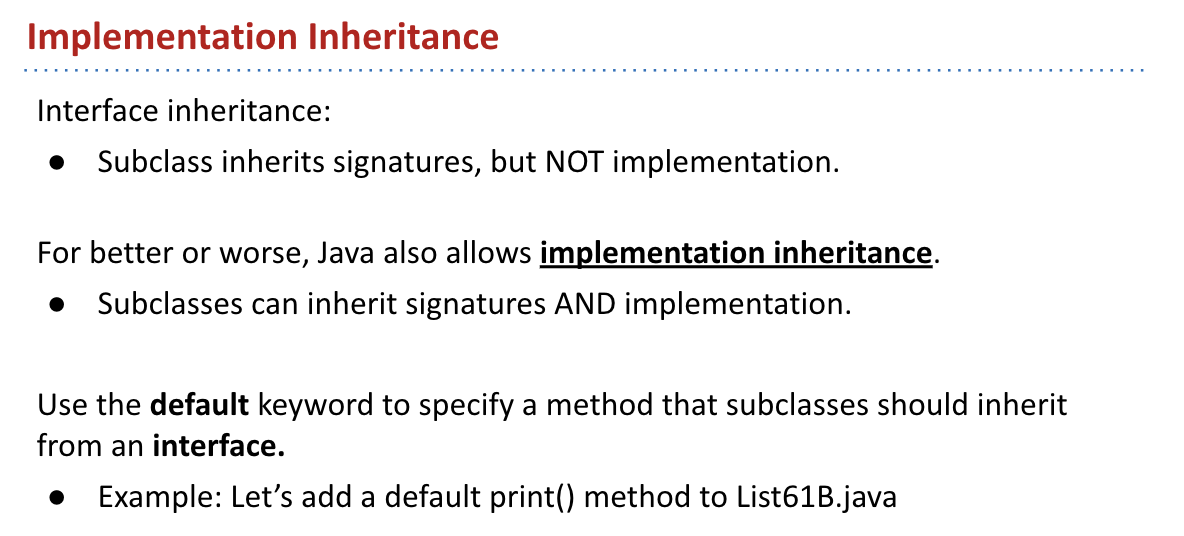 Implementation Inheritance
Interface inheritance:
● Subclass inherits signatures, but NOT implementation.
For better or worse, Java also allows implementation inheritance.
● Subclasses can inherit signatures AND implementation.
Use the default keyword to specify a method that subclasses should inherit
from an interface.
● Example: Let’s add a default print() method to List61B.java